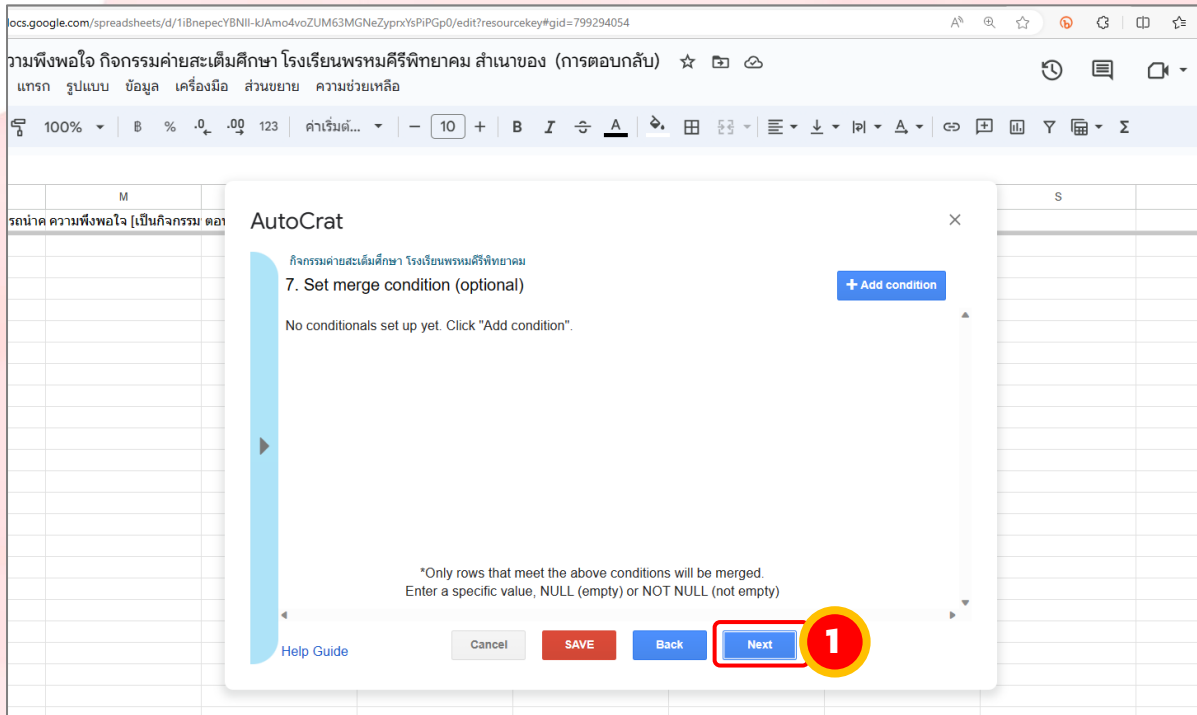 ocs.google.com/spreadsheets/d/1iBnepecYBNII-kJAmo4voZUM63MGNeZyprxYsPiPGp0/edit?resourcekey#gid=799294054
วามพึงพอใจ กิจกรรมค่ายสะเต็มศึกษา โรงเรียนพรหมคีรีพิทยาคม สำเนาของ (การตอบกลับ)
แทรก รูปแบบ ข้อมูล เครื่องมือ ส่วนขยาย ความช่วยเหลือ
100% ฿ % .0 .00 123 ค่าเริ่มต้... − 10 + B I A
M S
รถนำค ความพึงพอใจ [เป็นกิจกรรม ตอบ
AutoCrat
กิจกรรมค่ายสะเต็มศึกษา โรงเรียนพรหมคีรีพิทยาคม
7. Set merge condition (optional)
+ Add condition
No conditionals set up yet. Click "Add condition".
*Only rows that meet the above conditions will be merged.
Enter a specific value, NULL (empty) or NOT NULL (not empty)
Help Guide Cancel SAVE Back Next 1